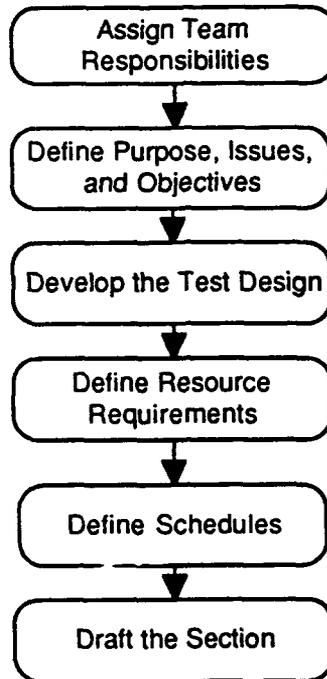 Assign Team
Responsibilities
Define Purpose, Issues,
and Objectives
Develop the Test Design
Define Resource
Requirements
Define Schedules
Draft the Section